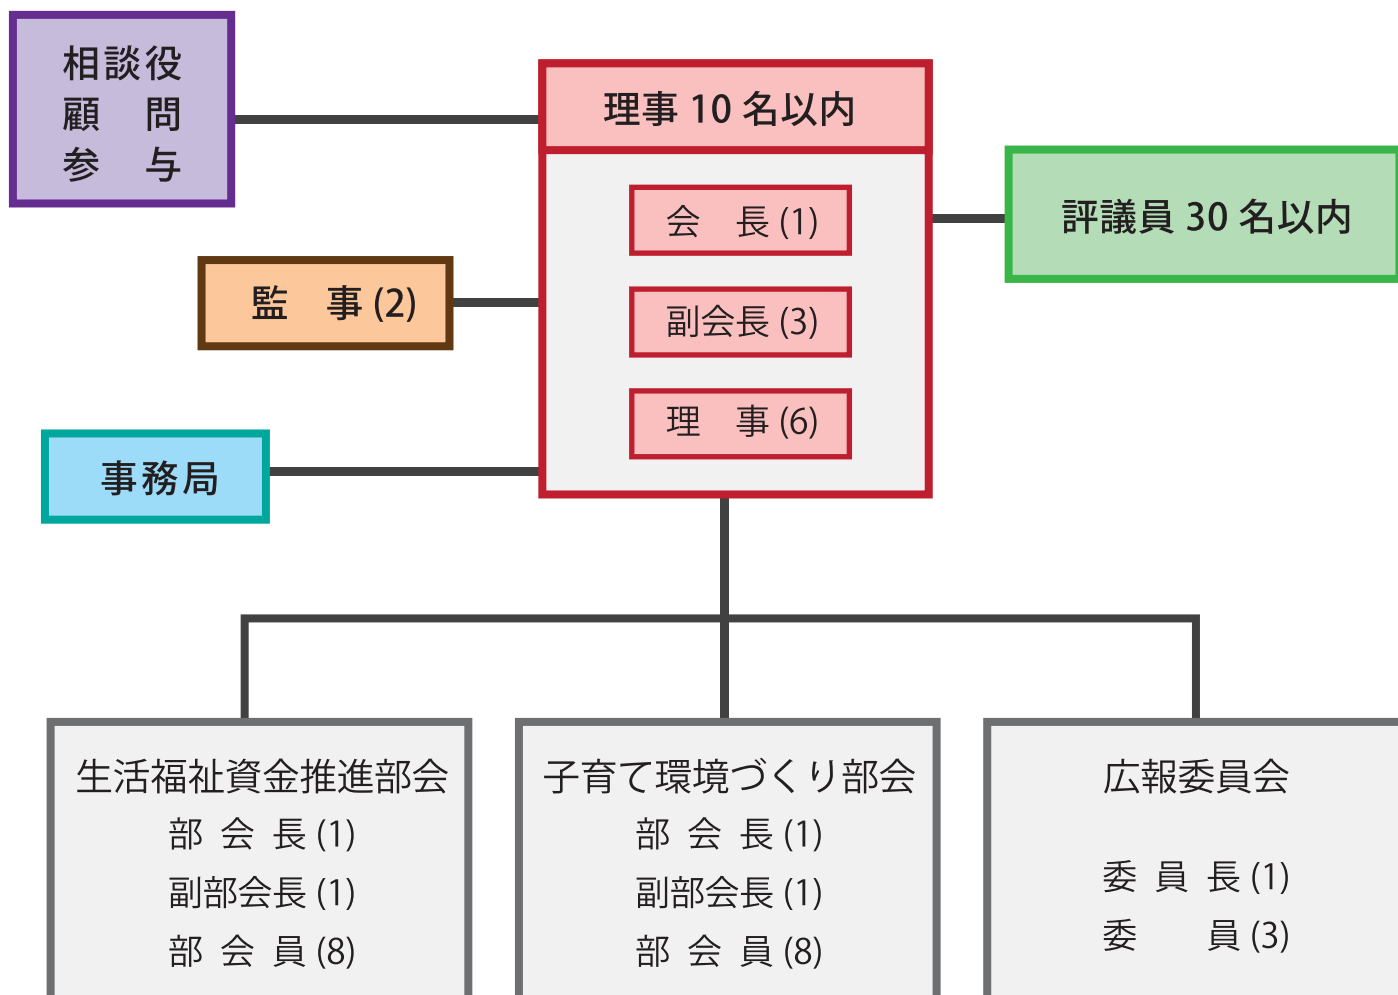 相談役
顧　問
参　与
理事 10 名以内
会　長 (1)
副会長 (3)
理　事 (6)
評議員 30 名以内
監　事 (2)
事務局
生活福祉資金推進部会
部 会 長 (1)
副部会長 (1)
部 会 員 (8)
子育て環境づくり部会
部 会 長 (1)
副部会長 (1)
部 会 員 (8)
広報委員会
委 員 長 (1)
委　　員 (3)